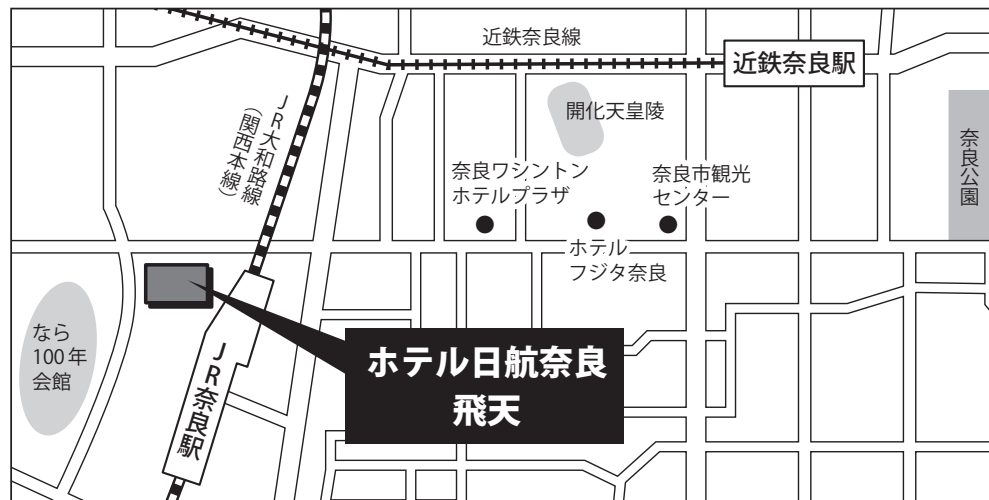 近鉄奈良線
近鉄奈良駅
JR大和路線
（関西本線）
開化天皇陵
奈良公園
奈良ワシントン
ホテルプラザ
奈良市観光
センター
ホテル
フジタ奈良
なら
100年
会館
JR奈良駅
ホテル日航奈良
飛天